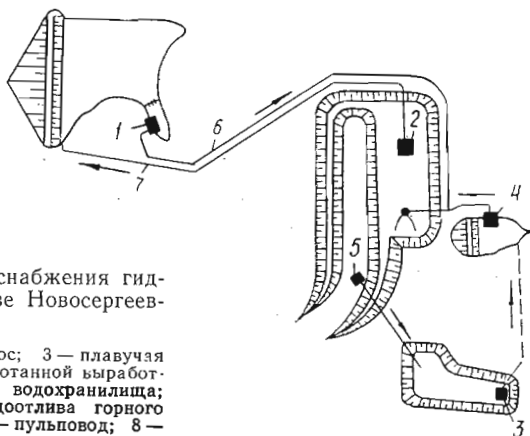 1
6
7
2
4
5
3
снабжения гид-
ве Новосергеев-
ос; 3 — плавучая
отанной выработ-
водохранилища;
доотлива горного
— пульповод; 8 —